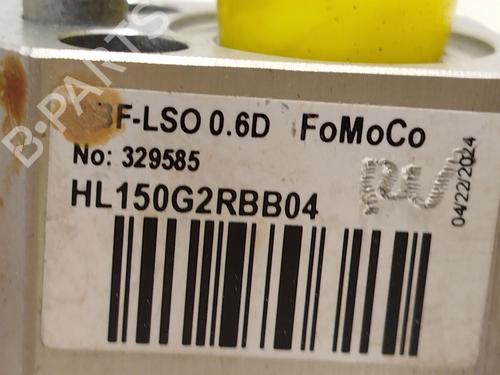 F-LSO 0.6D FoMoCo
No: 329585
HL150G2RBB04
04/22/2024
B-PARTS